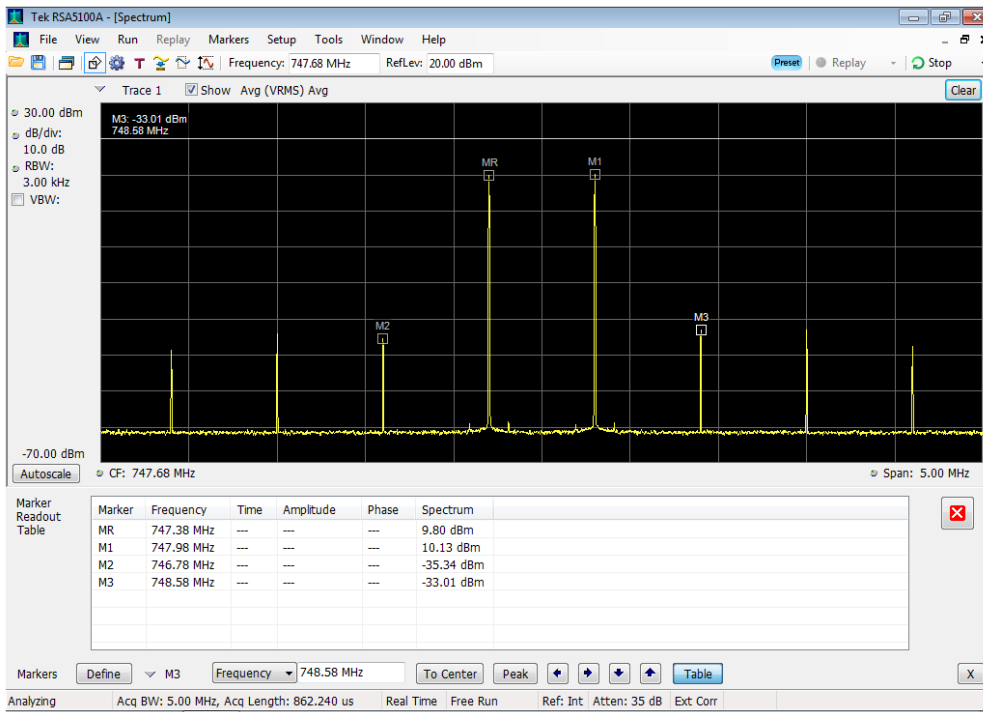 Tek RSA5100A - [Spectrum]
File View Run Replay Markers Setup Tools Window Help
T Frequency: 747.68 MHz RefLev: 20.00 dBm Preset Replay Stop
Trace 1 Show Avg (VRMS) Avg Clear
30.00 dBm
dB/div:
10.0 dB
RBW:
3.00 kHz
VBW:
M3: -33.01 dBm
748.58 MHz
MR M1
M2 M3
-70.00 dBm
Autoscale CF: 747.68 MHz Span: 5.00 MHz
Marker Readout Table
Marker Frequency Time Amplitude Phase Spectrum
MR 747.38 MHz --- --- --- 9.80 dBm
M1 747.98 MHz --- --- --- 10.13 dBm
M2 746.78 MHz --- --- --- -35.34 dBm
M3 748.58 MHz --- --- --- -33.01 dBm
Markers Define M3 Frequency 748.58 MHz To Center Peak Table X
Analyzing Acq BW: 5.00 MHz, Acq Length: 862.240 us Real Time Free Run Ref: Int Atten: 35 dB Ext Corr